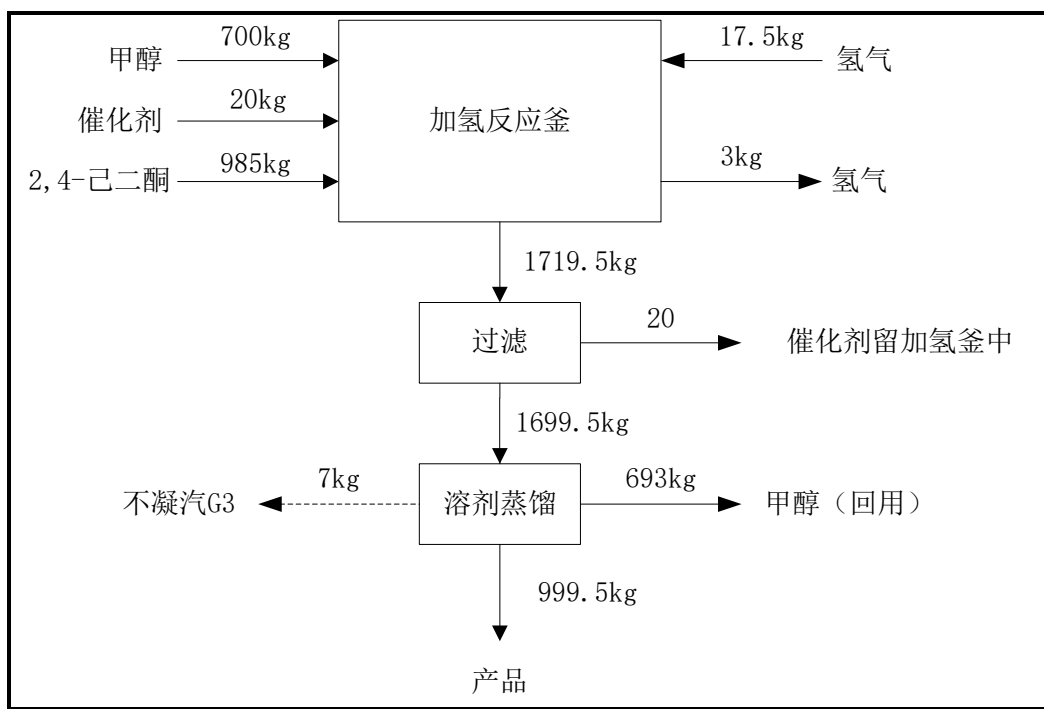 700kg
17.5kg
甲醇
氢气
20kg
催化剂
加氢反应釜
985kg
3kg
2,4-己二酮
氢气
1719.5kg
20
过滤
催化剂留加氢釜中
1699.5kg
7kg
693kg
不凝汽G3
溶剂蒸馏
甲醇（回用）
999.5kg
产品